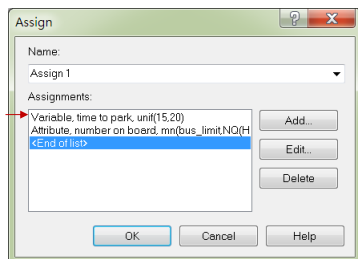 Assign
Name:
Assign 1
Assignments:
Variable, time to park, unif(15,20)
Attribute, number on board, mn(bus_limit,NQ(H
<End of list>
Add...
Edit...
Delete
OK
Cancel
Help